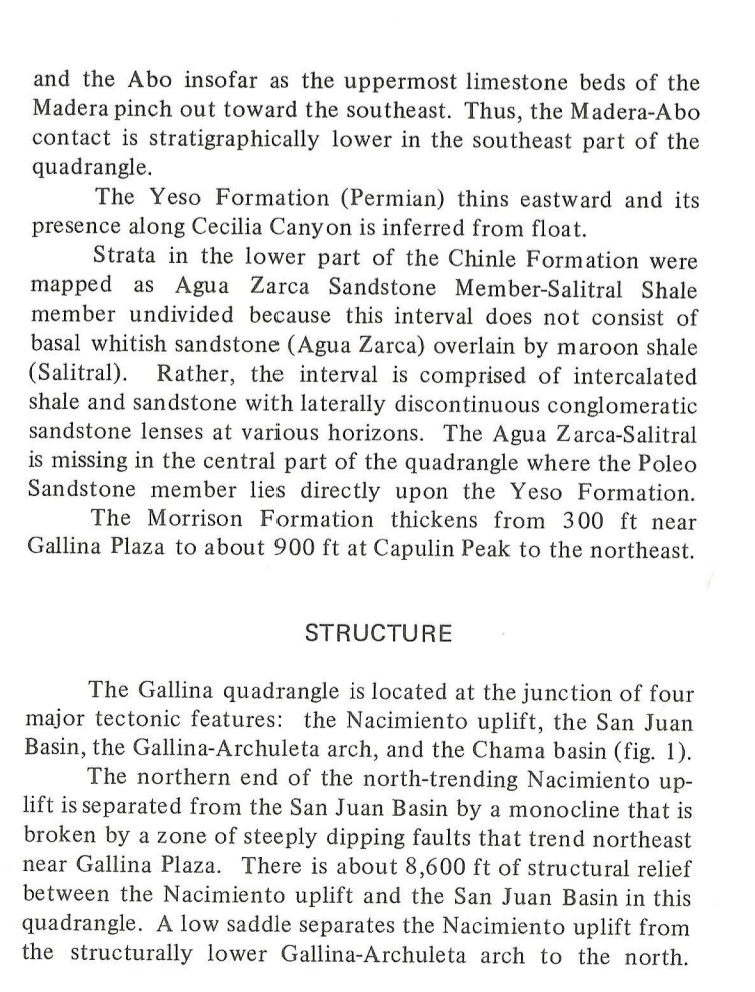 and the Abo insofar as the uppermost limestone beds of the
Madera pinch out toward the southeast. Thus, the Madera-Abo
contact is stratigraphically lower in the southeast part of the
quadrangle.
The Yeso Formation (Permian) thins eastward and its
presence along Cecilia Canyon is inferred from float.
Strata in the lower part of the Chinle Formation were
mapped as Agua Zarca Sandstone Member-Salitral Shale
member undivided because this interval does not consist of
basal whitish sandstone (Agua Zarca) overlain by maroon shale
(Salitral). Rather, the interval is comprised of intercalated
shale and sandstone with laterally discontinuous conglomeratic
sandstone lenses at various horizons. The Agua Zarca-Salitral
is missing in the central part of the quadrangle where the Poleo
Sandstone member lies directly upon the Yeso Formation.
The Morrison Formation thickens from 300 ft near
Gallina Plaza to about 900 ft at Capulin Peak to the northeast.
STRUCTURE
The Gallina quadrangle is located at the junction of four
major tectonic features: the Nacimiento uplift, the San Juan
Basin, the Gallina-Archuleta arch, and the Chama basin (fig. 1).
The northern end of the north-trending Nacimiento up-
lift is separated from the San Juan Basin by a monocline that is
broken by a zone of steeply dipping faults that trend northeast
near Gallina Plaza. There is about 8,600 ft of structural relief
between the Nacimiento uplift and the San Juan Basin in this
quadrangle. A low saddle separates the Nacimiento uplift from
the structurally lower Gallina-Archuleta arch to the north.